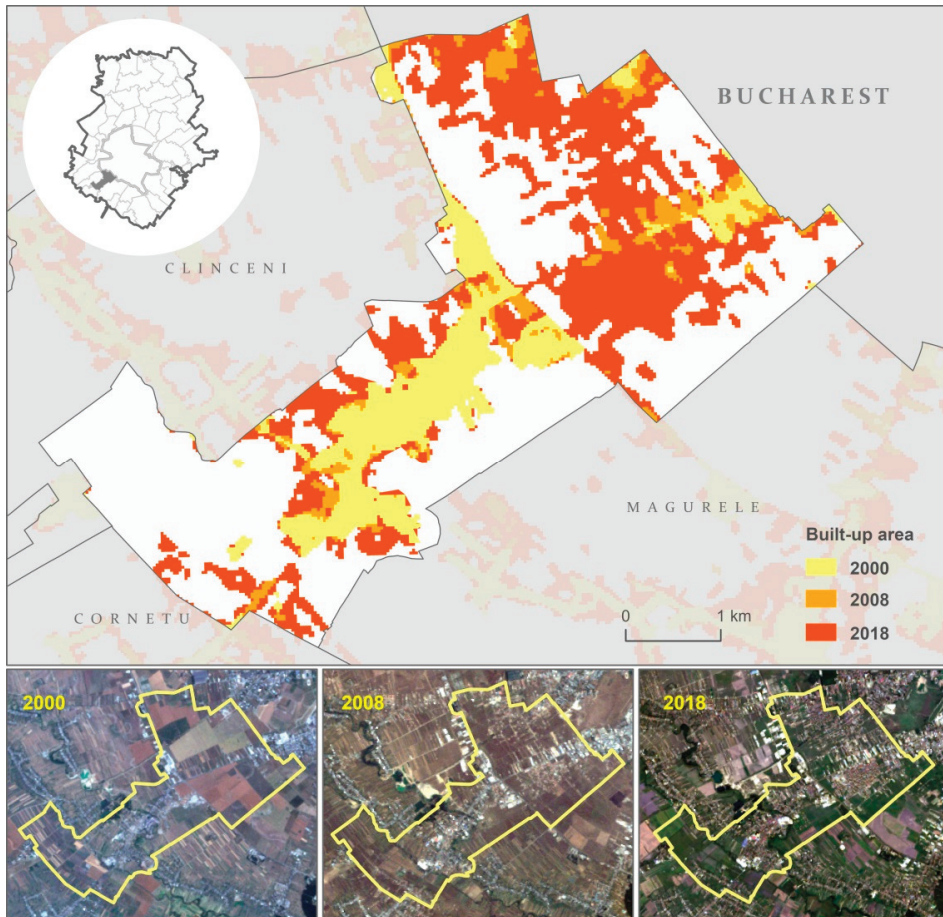 BUCHAREST
CLINCENI
MAGURELE
CORNETU
Built-up area
2000
2008
2018
0 1 km
2000
2008
2018